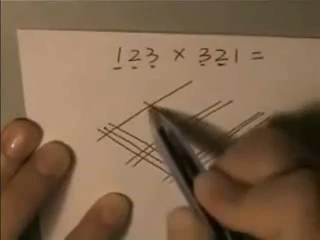 123 × 321 =